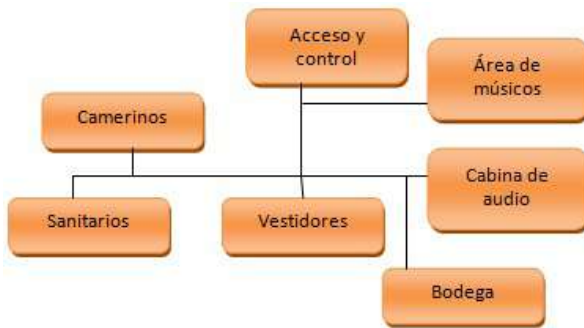 Acceso y
control
Área de
músicos
Camerinos
Cabina de
audio
Sanitarios
Vestidores
Bodega